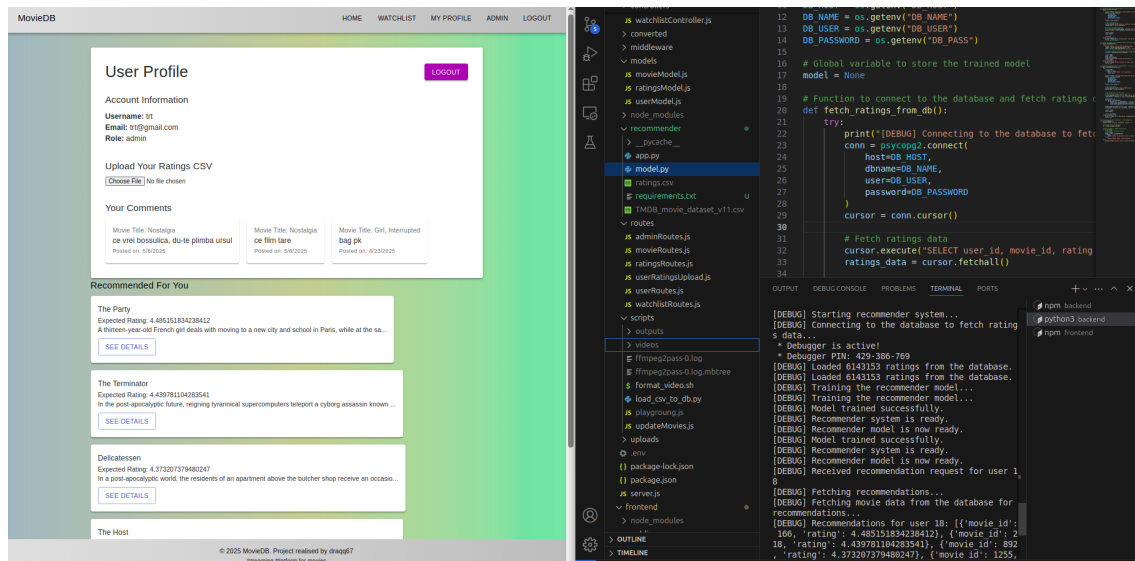 MovieDB
HOME WATCHLIST MY PROFILE ADMIN LOGOUT
User Profile
LOGOUT
Account Information
Username: trt
Email: trt@gmail.com
Role: admin
Upload Your Ratings CSV
Choose File No file chosen
Your Comments
Movie Title: Nostalgia
ce vrei bossulica, du-te plimba ursul
Posted on: 5/6/2025
Movie Title: Nostalgia
ce film tare
Posted on: 5/6/2025
Movie Title: Girl, Interrupted
bag pk
Posted on: 4/23/2025
Recommended For You
The Party
Expected Rating: 4.485151834238412
A thirteen-year-old French girl deals with moving to a new city and school in Paris, while at the sa...
SEE DETAILS
The Terminator
Expected Rating: 4.439781104283541
In the post-apocalyptic future, reigning tyrannical supercomputers teleport a cyborg assassin known ...
SEE DETAILS
Delicatessen
Expected Rating: 4.373207379480247
In a post-apocalyptic world, the residents of an apartment above the butcher shop receive an occasio...
SEE DETAILS
The Host
© 2025 MovieDB. Project realised by draqq67
5
JS watchlistController.js
> converted
> middleware
models
JS movieModel.js
JS ratingsModel.js
JS userModel.js
> node_modules
recommender
> __pycache__
app.py
model.py
ratings.csv
requirements.txt U
TMDB_movie_dataset_v11.csv
routes
JS adminRoutes.js
JS movieRoutes.js
JS ratingsRoutes.js
JS userRatingsUpload.js
JS userRoutes.js
JS watchlistRoutes.js
scripts
> outputs
> videos
ffmpeg2pass-0.log
ffmpeg2pass-0.log.mbtree
$ format_video.sh
load_csv_to_db.py
JS playgroung.js
JS updateMovies.js
> uploads
.env
{} package-lock.json
{} package.json
JS server.js
frontend
> node_modules
> OUTLINE
> TIMELINE
12 DB_NAME = os.getenv("DB_NAME")
13 DB_USER = os.getenv("DB_USER")
14 DB_PASSWORD = os.getenv("DB_PASS")
15
16 # Global variable to store the trained model
17 model = None
18
19 # Function to connect to the database and fetch ratings
20 def fetch_ratings_from_db():
21 try:
22 print("[DEBUG] Connecting to the database to fetc
23 conn = psycopg2.connect(
24 host=DB_HOST,
25 dbname=DB_NAME,
26 user=DB_USER,
27 password=DB_PASSWORD
28 )
29 cursor = conn.cursor()
30
31 # Fetch ratings data
32 cursor.execute("SELECT user_id, movie_id, rating
33 ratings_data = cursor.fetchall()
34
OUTPUT DEBUG CONSOLE PROBLEMS TERMINAL PORTS
[DEBUG] Starting recommender system...
[DEBUG] Connecting to the database to fetch rating
s data...
* Debugger is active!
* Debugger PIN: 429-386-769
[DEBUG] Loaded 6143153 ratings from the database.
[DEBUG] Loaded 6143153 ratings from the database.
[DEBUG] Training the recommender model...
[DEBUG] Training the recommender model...
[DEBUG] Model trained successfully.
[DEBUG] Recommender system is ready.
[DEBUG] Recommender model is now ready.
[DEBUG] Model trained successfully.
[DEBUG] Recommender system is ready.
[DEBUG] Recommender model is now ready.
[DEBUG] Received recommendation request for user 1
8
[DEBUG] Fetching recommendations...
[DEBUG] Fetching movie data from the database for
recommendations...
[DEBUG] Recommendations for user 18: [{'movie_id':
166, 'rating': 4.485151834238412}, {'movie_id': 2
18, 'rating': 4.439781104283541}, {'movie_id': 892
, 'rating': 4.373207379480247}, {'movie_id': 1255,
npm backend
python3 backend
npm frontend